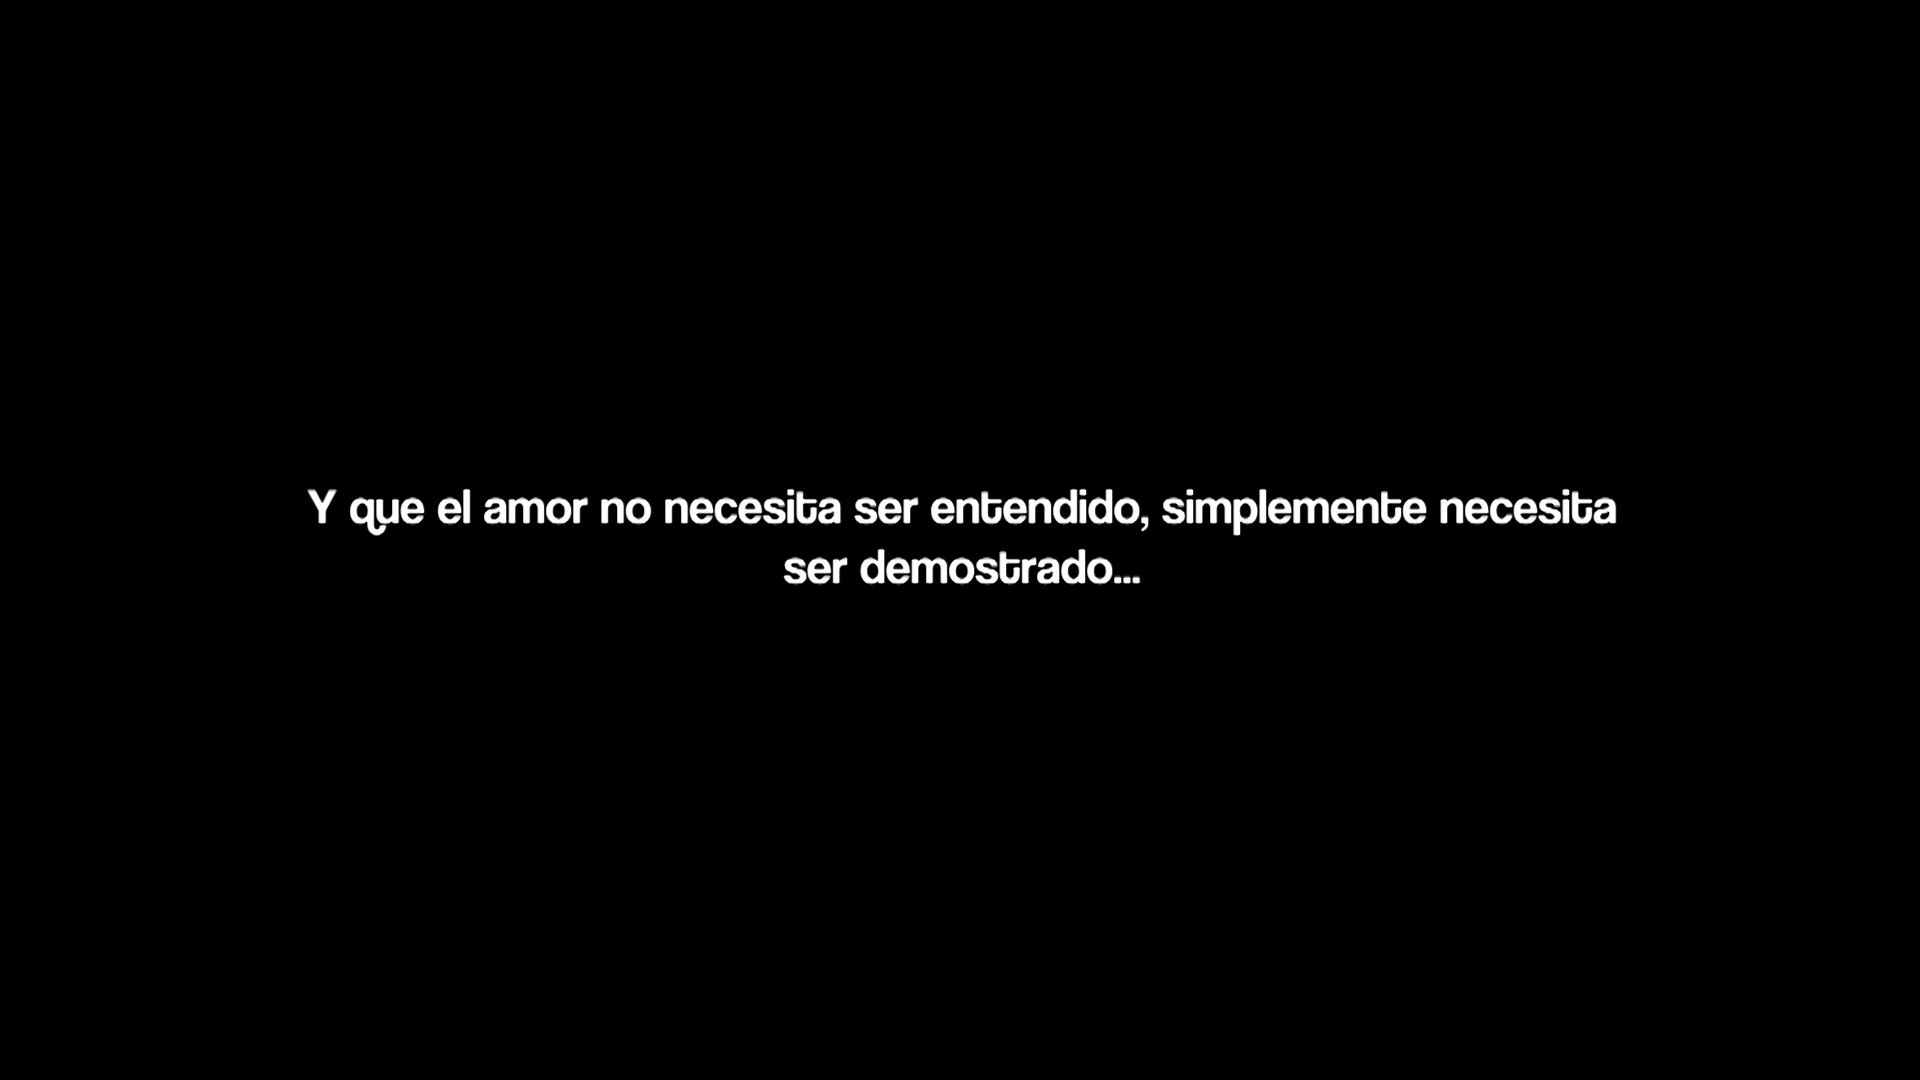 Y que el amor no necesita ser entendido, simplemente necesita
ser demostrado...